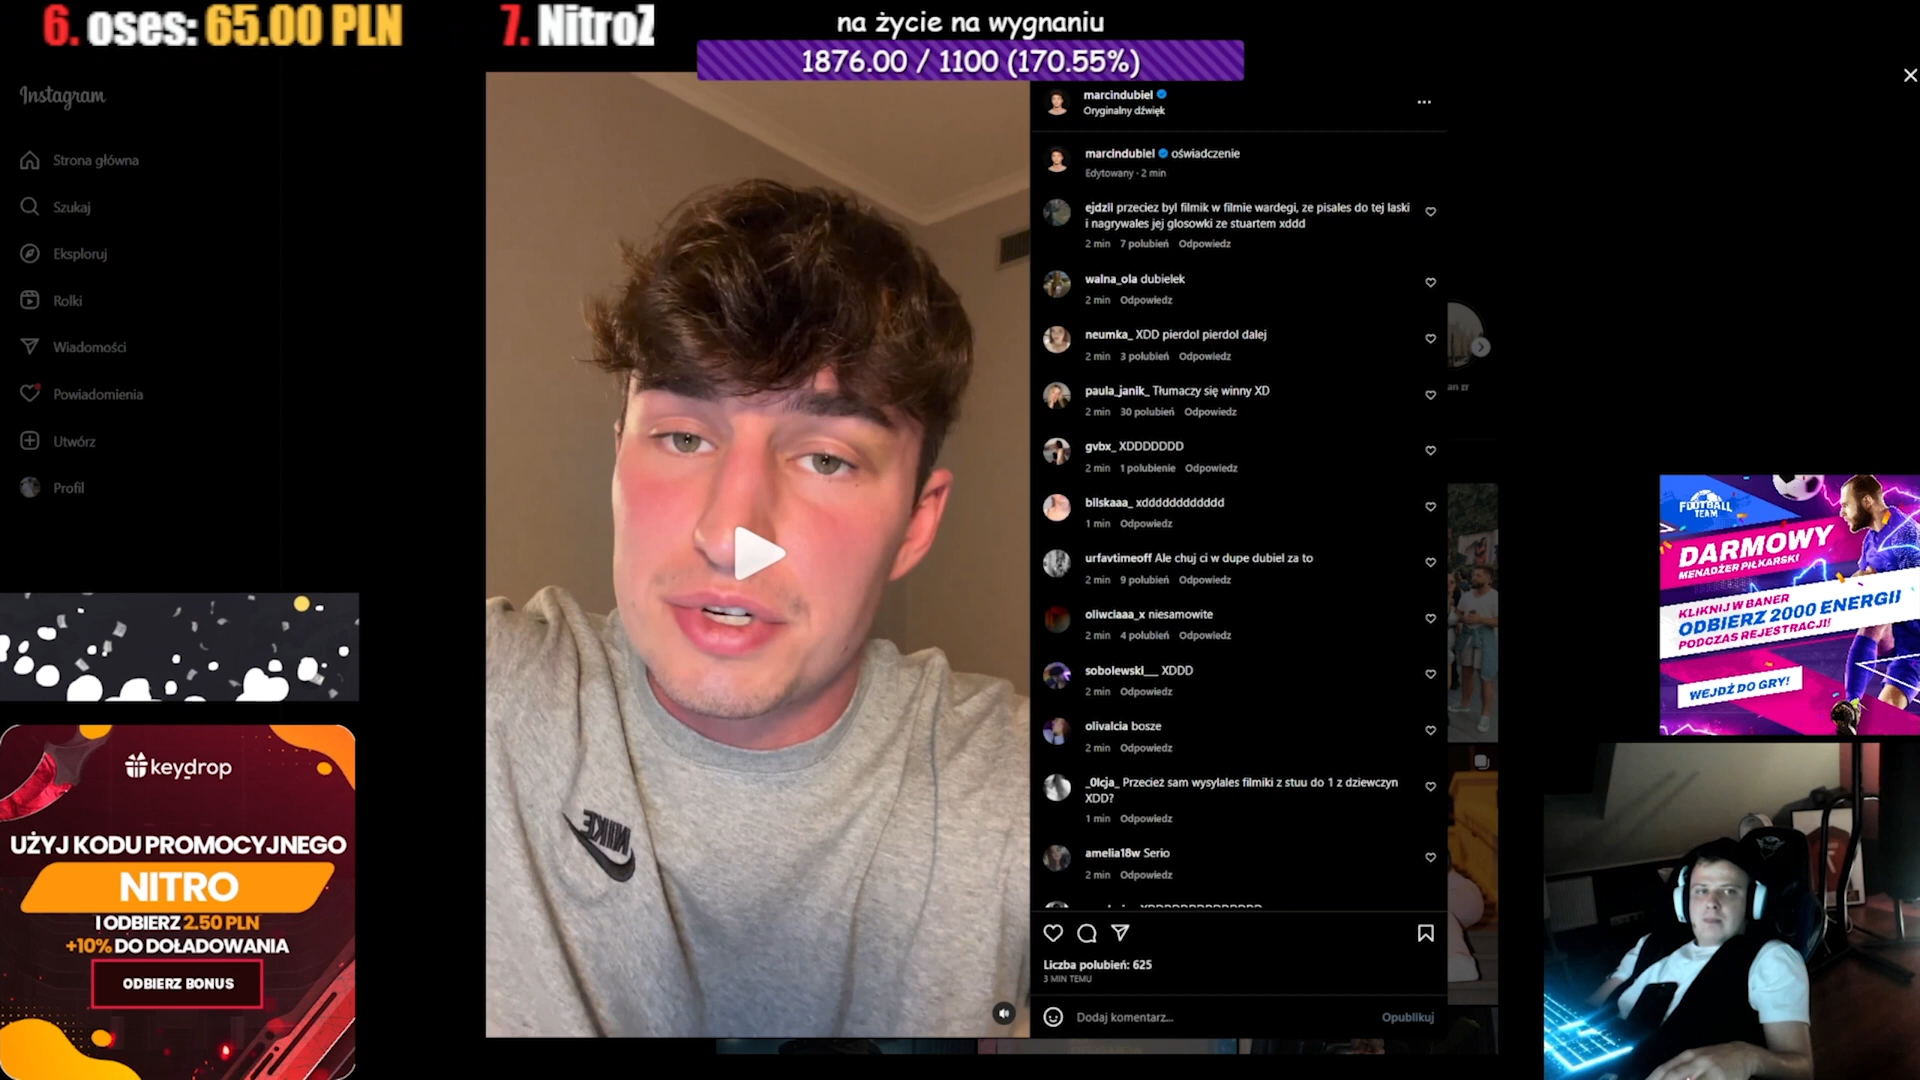 6. oses: 65.00 PLN
7. NitroZ
na życie na wygnaniu
1876.00 / 1100 (170.55%)
Instagram
Strona główna
Szukaj
Eksploruj
Rolki
Wiadomości
Powiadomienia
Utwórz
Profil
keydrop
UŻYJ KODU PROMOCYJNEGO
NITRO
I ODBIERZ 2.50 PLN
+10% DO DOŁADOWANIA
ODBIERZ BONUS
NIKE
marcindubiel
Oryginalny dźwięk
marcindubiel oświadczenie
Edytowany · 2 min
ejdzli przeciez byl filmik w filmie wardegi, ze pisales do tej laski
i nagrywales jej glosowki ze stuartem xddd
2 min 7 polubień Odpowiedz
walna_ola dubielek
2 min Odpowiedz
neumka_ XDD pierdol pierdol dalej
2 min 3 polubień Odpowiedz
paula_janik_ Tłumaczy się winny XD
2 min 30 polubień Odpowiedz
gvbx_ XDDDDDDD
2 min 1 polubienie Odpowiedz
bilskaaa_ xdddddddddddd
1 min Odpowiedz
urfavtimeoff Ale chuj ci w dupe dubiel za to
2 min 9 polubień Odpowiedz
oliwciaaa_x niesamowite
2 min 4 polubień Odpowiedz
sobolewski__ XDDD
2 min Odpowiedz
olivalcia bosze
2 min Odpowiedz
_0lcja_ Przecież sam wysylales filmiki z stuu do 1 z dziewczyn
XDD?
1 min Odpowiedz
amelia18w Serio
2 min Odpowiedz
Liczba polubień: 625
3 MIN TEMU
Dodaj komentarz...
Opublikuj
FOOTBALL
TEAM
DARMOWY
MENADŻER PIŁKARSKI
KLIKNIJ W BANER
ODBIERZ 2000 ENERGII
PODCZAS REJESTRACJI!
WEJDŹ DO GRY!